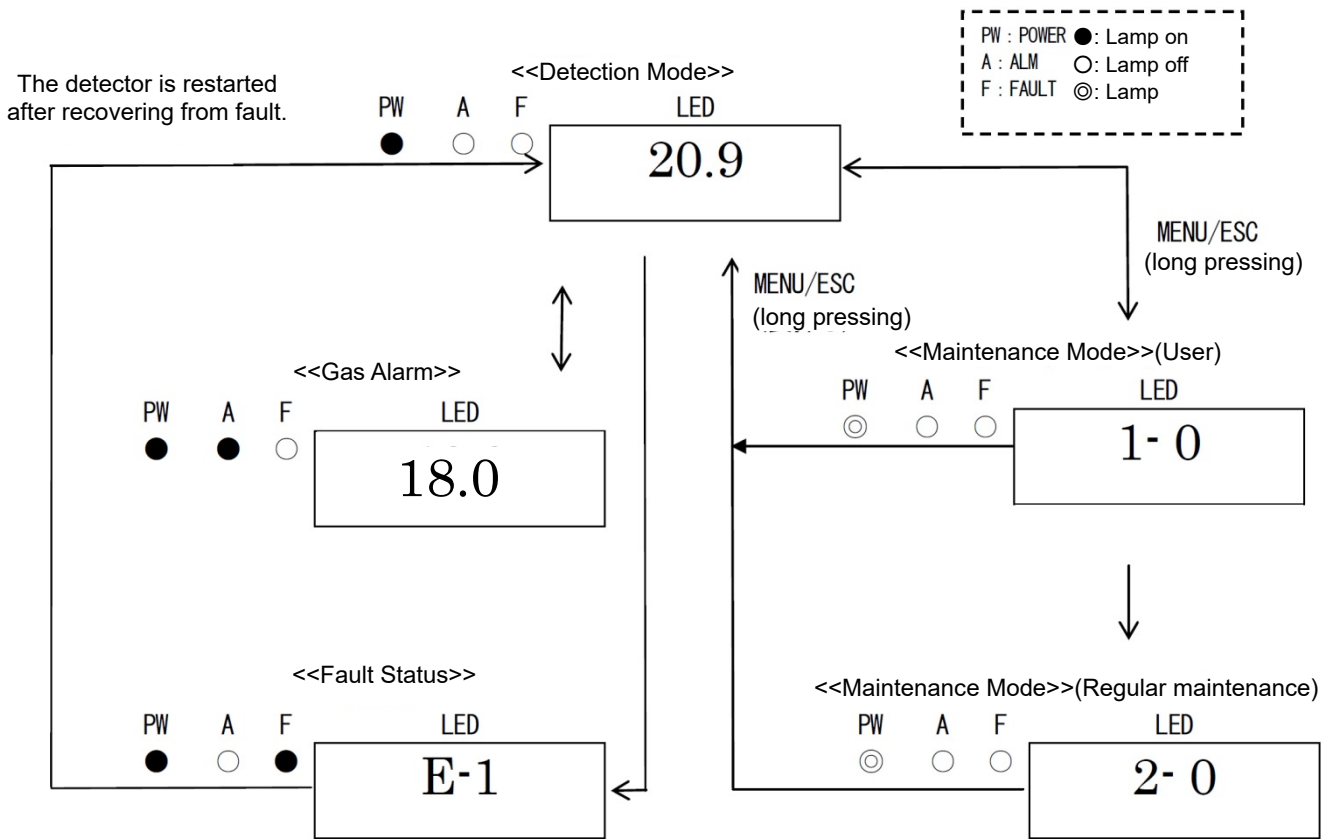 PW : POWER ●: Lamp on
A : ALM ○: Lamp off
F : FAULT ◎: Lamp
The detector is restarted
after recovering from fault.
<<Detection Mode>>
PW A F LED
20.9
MENU/ESC
(long pressing)
MENU/ESC
(long pressing)
<<Gas Alarm>>
PW A F LED
18.0
<<Maintenance Mode>>(User)
PW A F LED
1- 0
<<Fault Status>>
PW A F LED
E-1
<<Maintenance Mode>>(Regular maintenance)
PW A F LED
2- 0